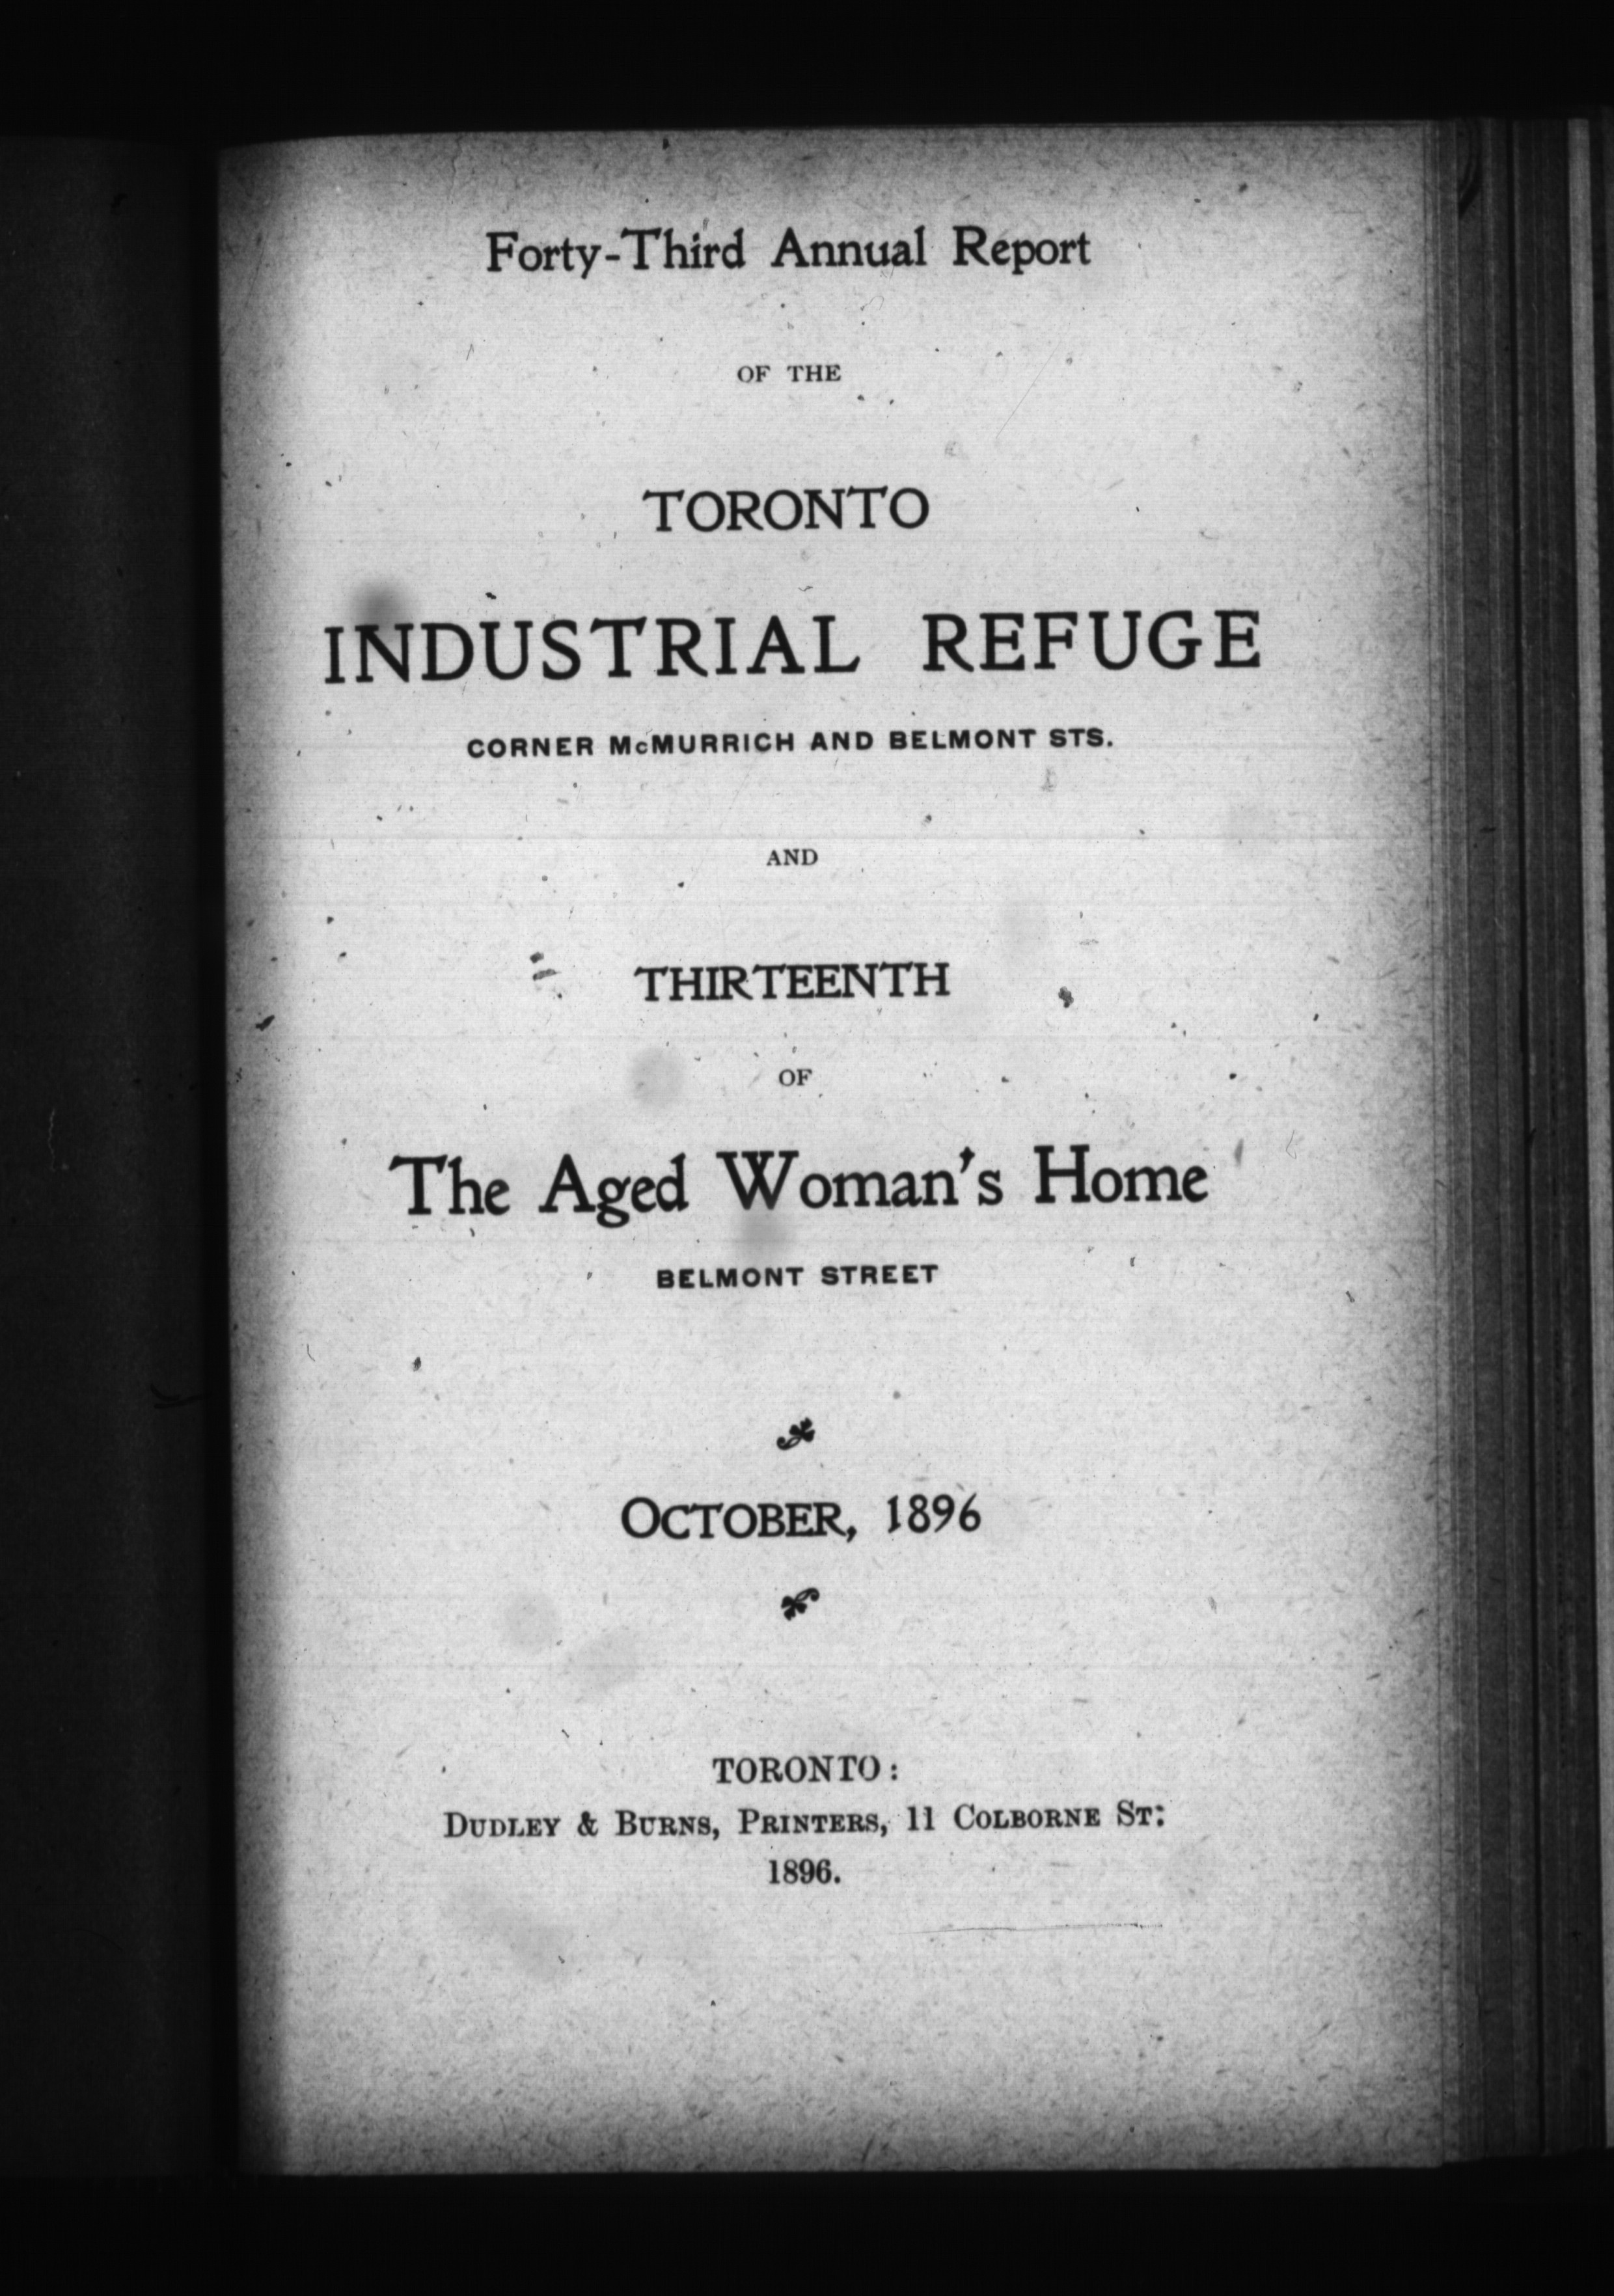 Forty-Third Annual Report
OF THE
TORONTO
INDUSTRIAL REFUGE
CORNER McMURRICH AND BELMONT STS.
AND
THIRTEENTH
OF
The Aged Woman's Home
BELMONT STREET
OCTOBER, 1896
TORONTO:
DUDLEY & BURNS, PRINTERS, 11 COLBORNE ST:
1896.